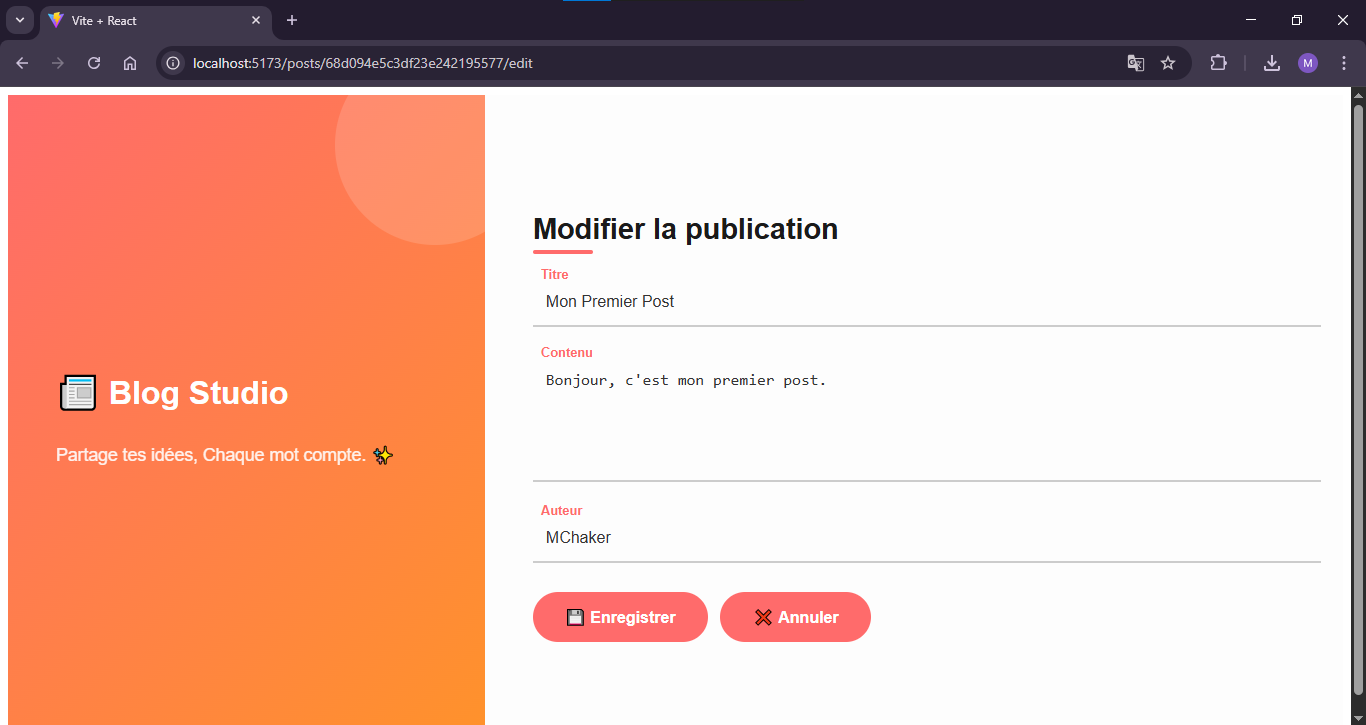 Vite + React
localhost:5173/posts/68d094e5c3df23e242195577/edit
M
Modifier la publication
Titre
Mon Premier Post
Contenu
Bonjour, c'est mon premier post.
📰 Blog Studio
Partage tes idées, Chaque mot compte. ✨
Auteur
MChaker
💾 Enregistrer
❌ Annuler